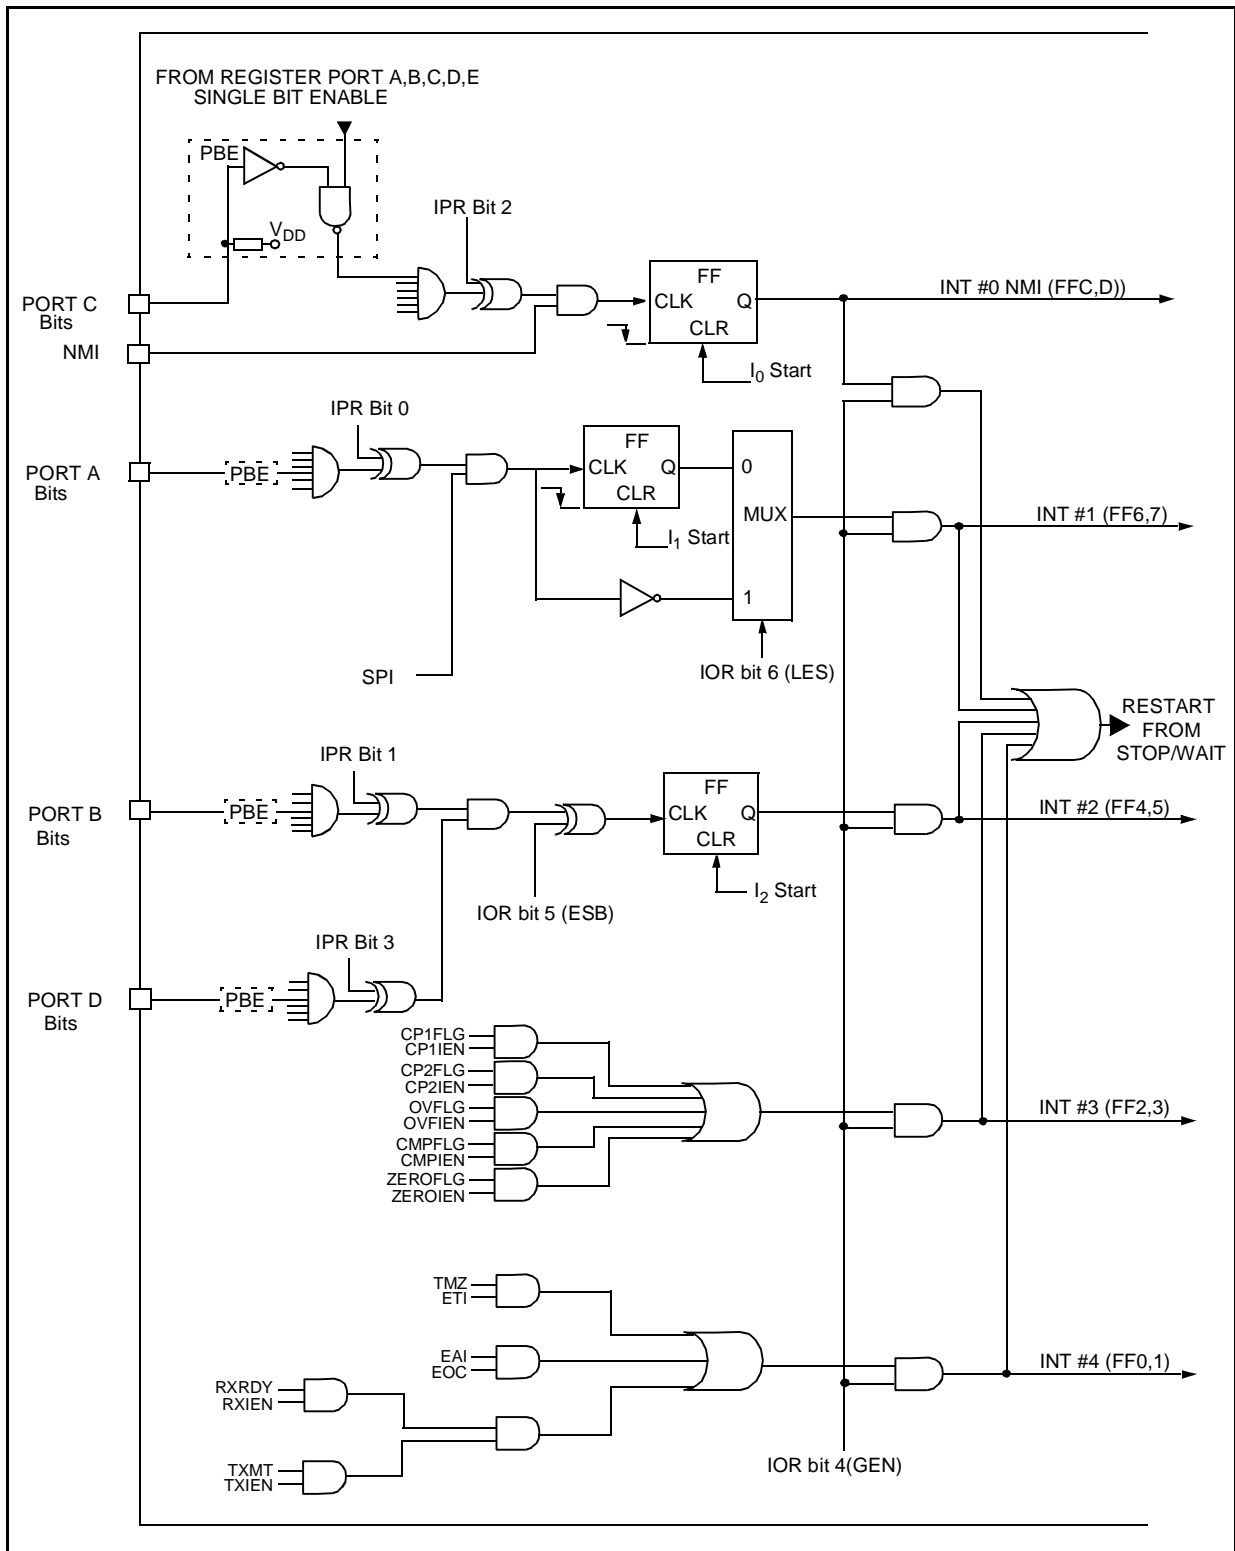 FROM REGISTER PORT A,B,C,D,E
SINGLE BIT ENABLE
PBE
VDD
IPR Bit 2
PORT C
Bits
NMI
FF
CLK
Q
CLR
I0 Start
INT #0 NMI (FFC,D))
IPR Bit 0
PORT A
Bits
PBE
FF
CLK
Q
CLR
I1 Start
0
MUX
1
INT #1 (FF6,7)
SPI
IOR bit 6 (LES)
RESTART
FROM
STOP/WAIT
IPR Bit 1
PORT B
Bits
PBE
FF
CLK
Q
CLR
I2 Start
INT #2 (FF4,5)
IOR bit 5 (ESB)
IPR Bit 3
PORT D
Bits
PBE
CP1FLG
CP1IEN
CP2FLG
CP2IEN
OVFLG
OVFIEN
CMPFLG
CMPIEN
ZEROFLG
ZEROIEN
INT #3 (FF2,3)
TMZ
ETI
EAI
EOC
RXRDY
RXIEN
TXMT
TXIEN
INT #4 (FF0,1)
IOR bit 4(GEN)